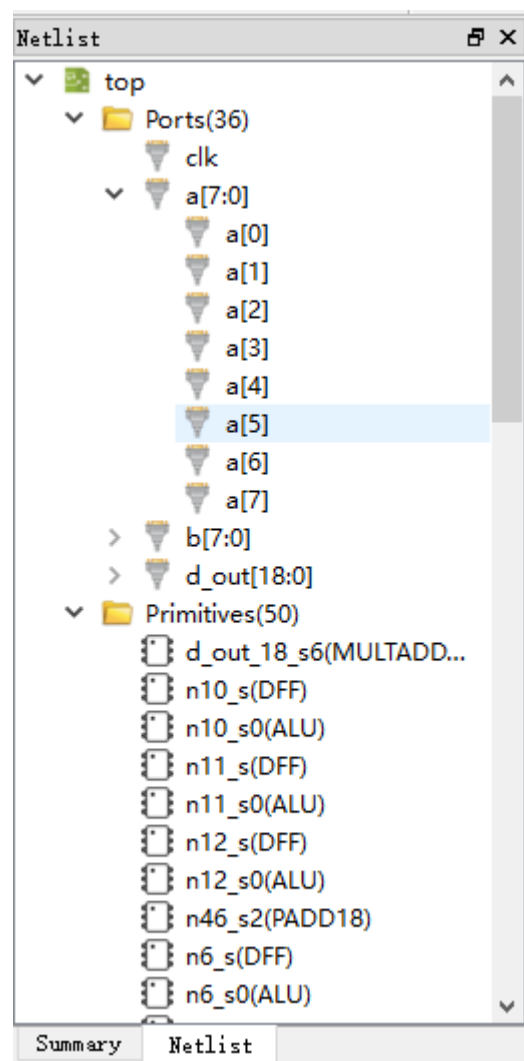 Netlist
top
Ports(36)
clk
a[7:0]
a[0]
a[1]
a[2]
a[3]
a[4]
a[5]
a[6]
a[7]
b[7:0]
d_out[18:0]
Primitives(50)
d_out_18_s6(MULTADD...
n10_s(DFF)
n10_s0(ALU)
n11_s(DFF)
n11_s0(ALU)
n12_s(DFF)
n12_s0(ALU)
n46_s2(PADD18)
n6_s(DFF)
n6_s0(ALU)
Summary Netlist